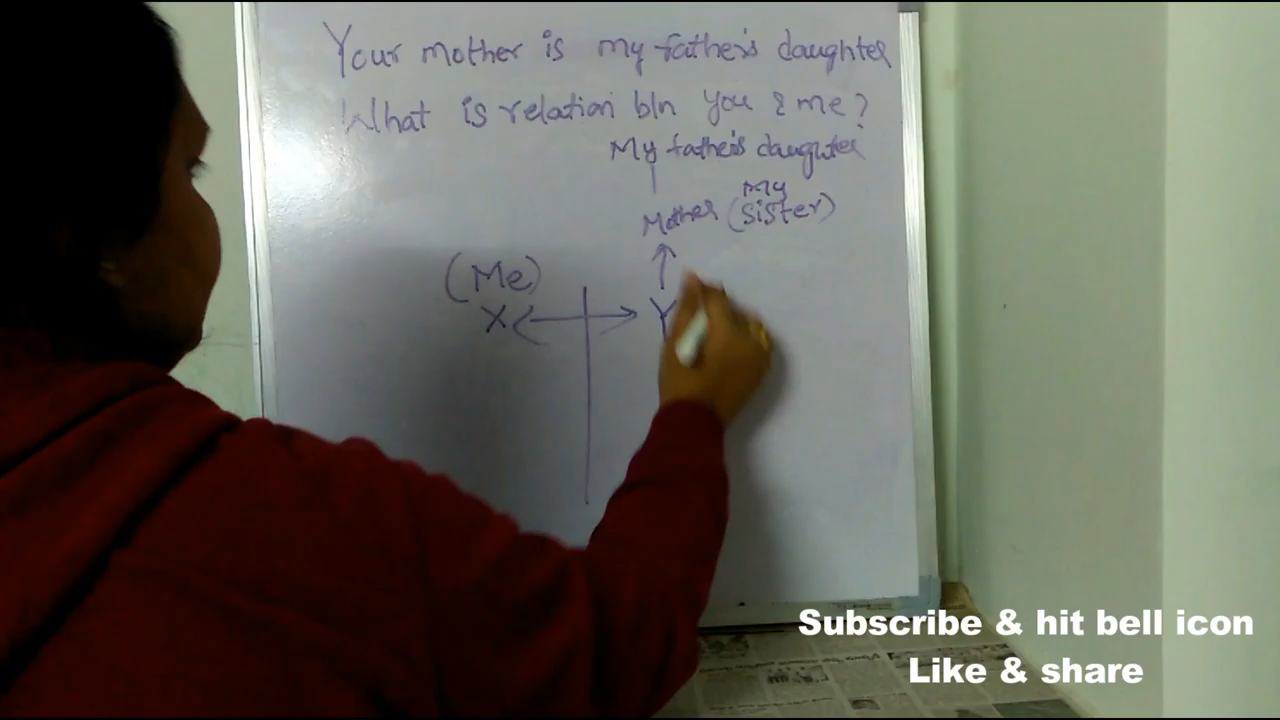 Your mother is my father's daughter
What is relation b/n you & me?
My father's daughter
My
Mother (sister)
(Me)
X Y
Subscribe & hit bell icon
Like & share